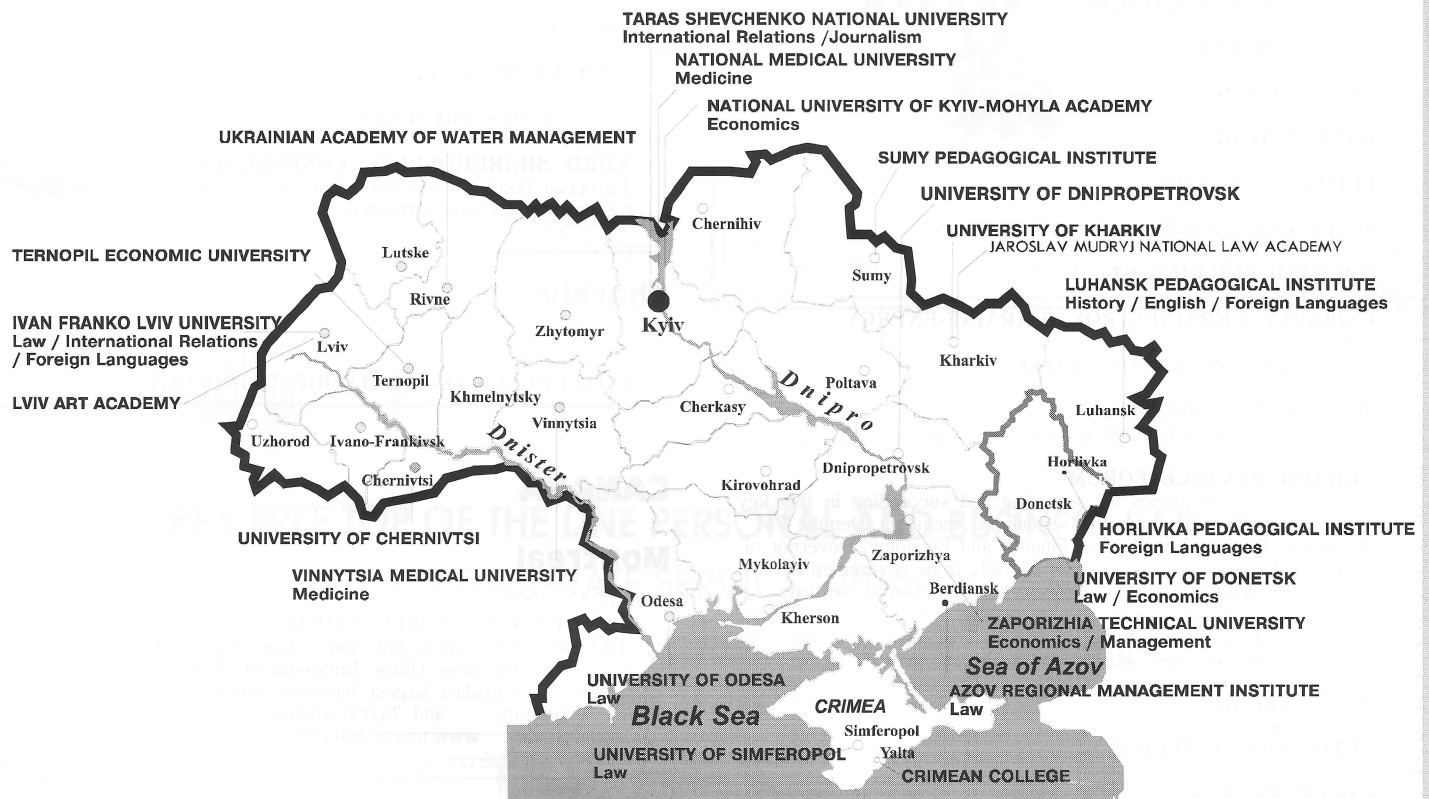 TARAS SHEVCHENKO NATIONAL UNIVERSITY
International Relations /Journalism
NATIONAL MEDICAL UNIVERSITY
Medicine
NATIONAL UNIVERSITY OF KYIV-MOHYLA ACADEMY
Economics
UKRAINIAN ACADEMY OF WATER MANAGEMENT
SUMY PEDAGOGICAL INSTITUTE
UNIVERSITY OF DNIPROPETROVSK
UNIVERSITY OF KHARKIV
JAROSLAV MUDRYJ NATIONAL LAW ACADEMY
TERNOPIL ECONOMIC UNIVERSITY
LUHANSK PEDAGOGICAL INSTITUTE
History / English / Foreign Languages
IVAN FRANKO LVIV UNIVERSITY
Law / International Relations
/ Foreign Languages
LVIV ART ACADEMY
Chernihiv
Lutske
Sumy
Rivne
Zhytomyr
Kyiv
Lviv
Kharkiv
Ternopil
Khmelnytsky
Cherkasy
Dnipro
Poltava
Vinnytsia
Luhansk
Uzhorod
Ivano-Frankivsk
Dnister
Chernivtsi
Kirovohrad
Dnipropetrovsk
Horlivka
Donetsk
UNIVERSITY OF CHERNIVTSI
HORLIVKA PEDAGOGICAL INSTITUTE
Foreign Languages
VINNYTSIA MEDICAL UNIVERSITY
Medicine
Mykolayiv
Zaporizhya
Berdiansk
UNIVERSITY OF DONETSK
Law / Economics
Odesa
Kherson
ZAPORIZHIA TECHNICAL UNIVERSITY
Economics / Management
Sea of Azov
UNIVERSITY OF ODESA
Law
AZOV REGIONAL MANAGEMENT INSTITUTE
Law
Black Sea
CRIMEA
Simferopol
UNIVERSITY OF SIMFEROPOL
Law
Yalta
CRIMEAN COLLEGE